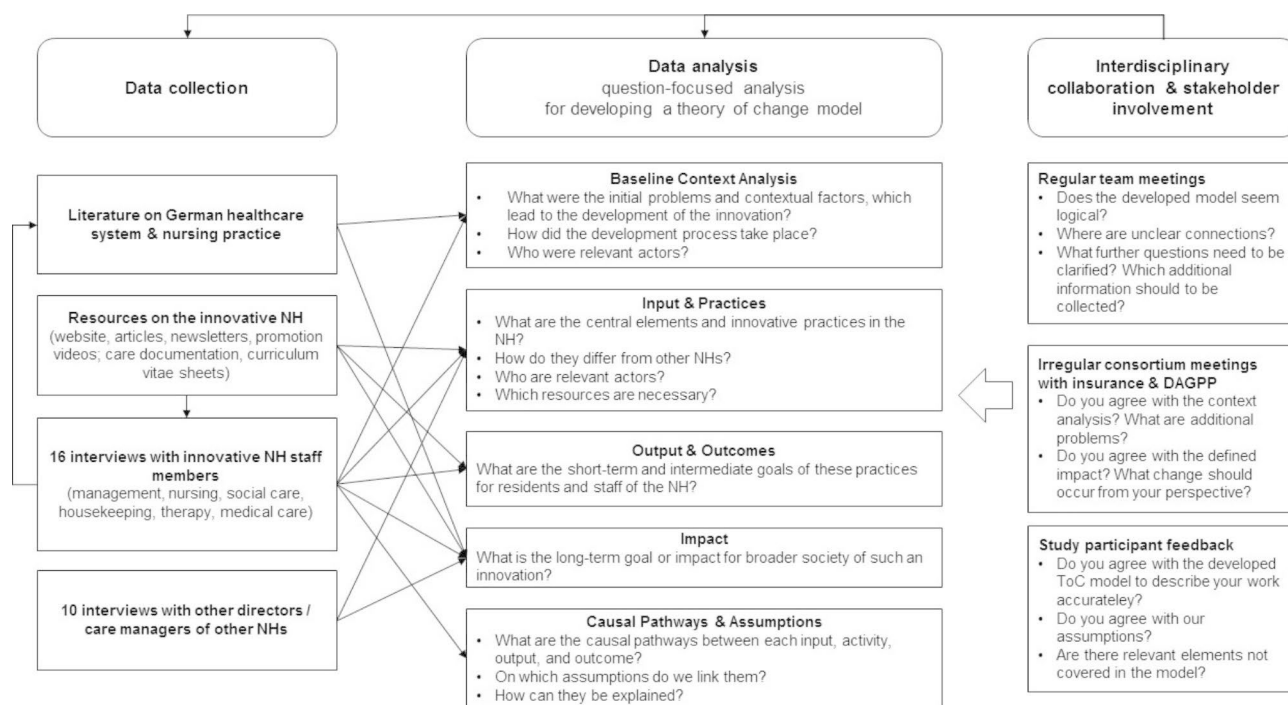 Data collection
Data analysis
question-focused analysis
for developing a theory of change model
Interdisciplinary
collaboration & stakeholder
involvement
Literature on German healthcare
system & nursing practice
Resources on the innovative NH
(website, articles, newsletters, promotion
videos; care documentation, curriculum
vitae sheets)
16 interviews with innovative NH staff
members
(management, nursing, social care,
housekeeping, therapy, medical care)
10 interviews with other directors /
care managers of other NHs
Baseline Context Analysis
• What were the initial problems and contextual factors, which
lead to the development of the innovation?
• How did the development process take place?
• Who were relevant actors?
Input & Practices
• What are the central elements and innovative practices in the
NH?
• How do they differ from other NHs?
• Who are relevant actors?
• Which resources are necessary?
Output & Outcomes
What are the short-term and intermediate goals of these practices
for residents and staff of the NH?
Impact
What is the long-term goal or impact for broader society of such an
innovation?
Causal Pathways & Assumptions
• What are the causal pathways between each input, activity,
output, and outcome?
• On which assumptions do we link them?
• How can they be explained?
Regular team meetings
• Does the developed model seem
logical?
• Where are unclear connections?
• What further questions need to be
clarified? Which additional
information should to be
collected?
Irregular consortium meetings
with insurance & DAGPP
• Do you agree with the context
analysis? What are additional
problems?
• Do you agree with the defined
impact? What change should
occur from your perspective?
Study participant feedback
• Do you agree with the developed
ToC model to describe your work
accurateley?
• Do you agree with our
assumptions?
• Are there relevant elements not
covered in the model?